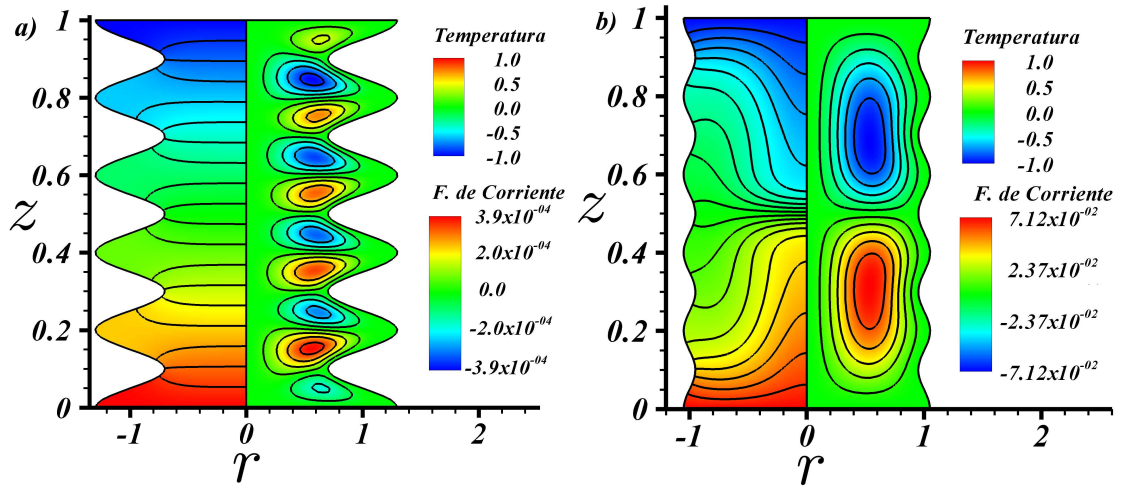 a)
1
0.8
0.6
0.4
0.2
0
z
-1
0
1
2
r
Temperatura
1.0
0.5
0.0
-0.5
-1.0
F. de Corriente
3.9x10-04
2.0x10-04
0.0
-2.0x10-04
-3.9x10-04
b)
1
0.8
0.6
0.4
0.2
0
z
-1
0
1
2
r
Temperatura
1.0
0.5
0.0
-0.5
-1.0
F. de Corriente
7.12x10-02
2.37x10-02
-2.37x10-02
-7.12x10-02